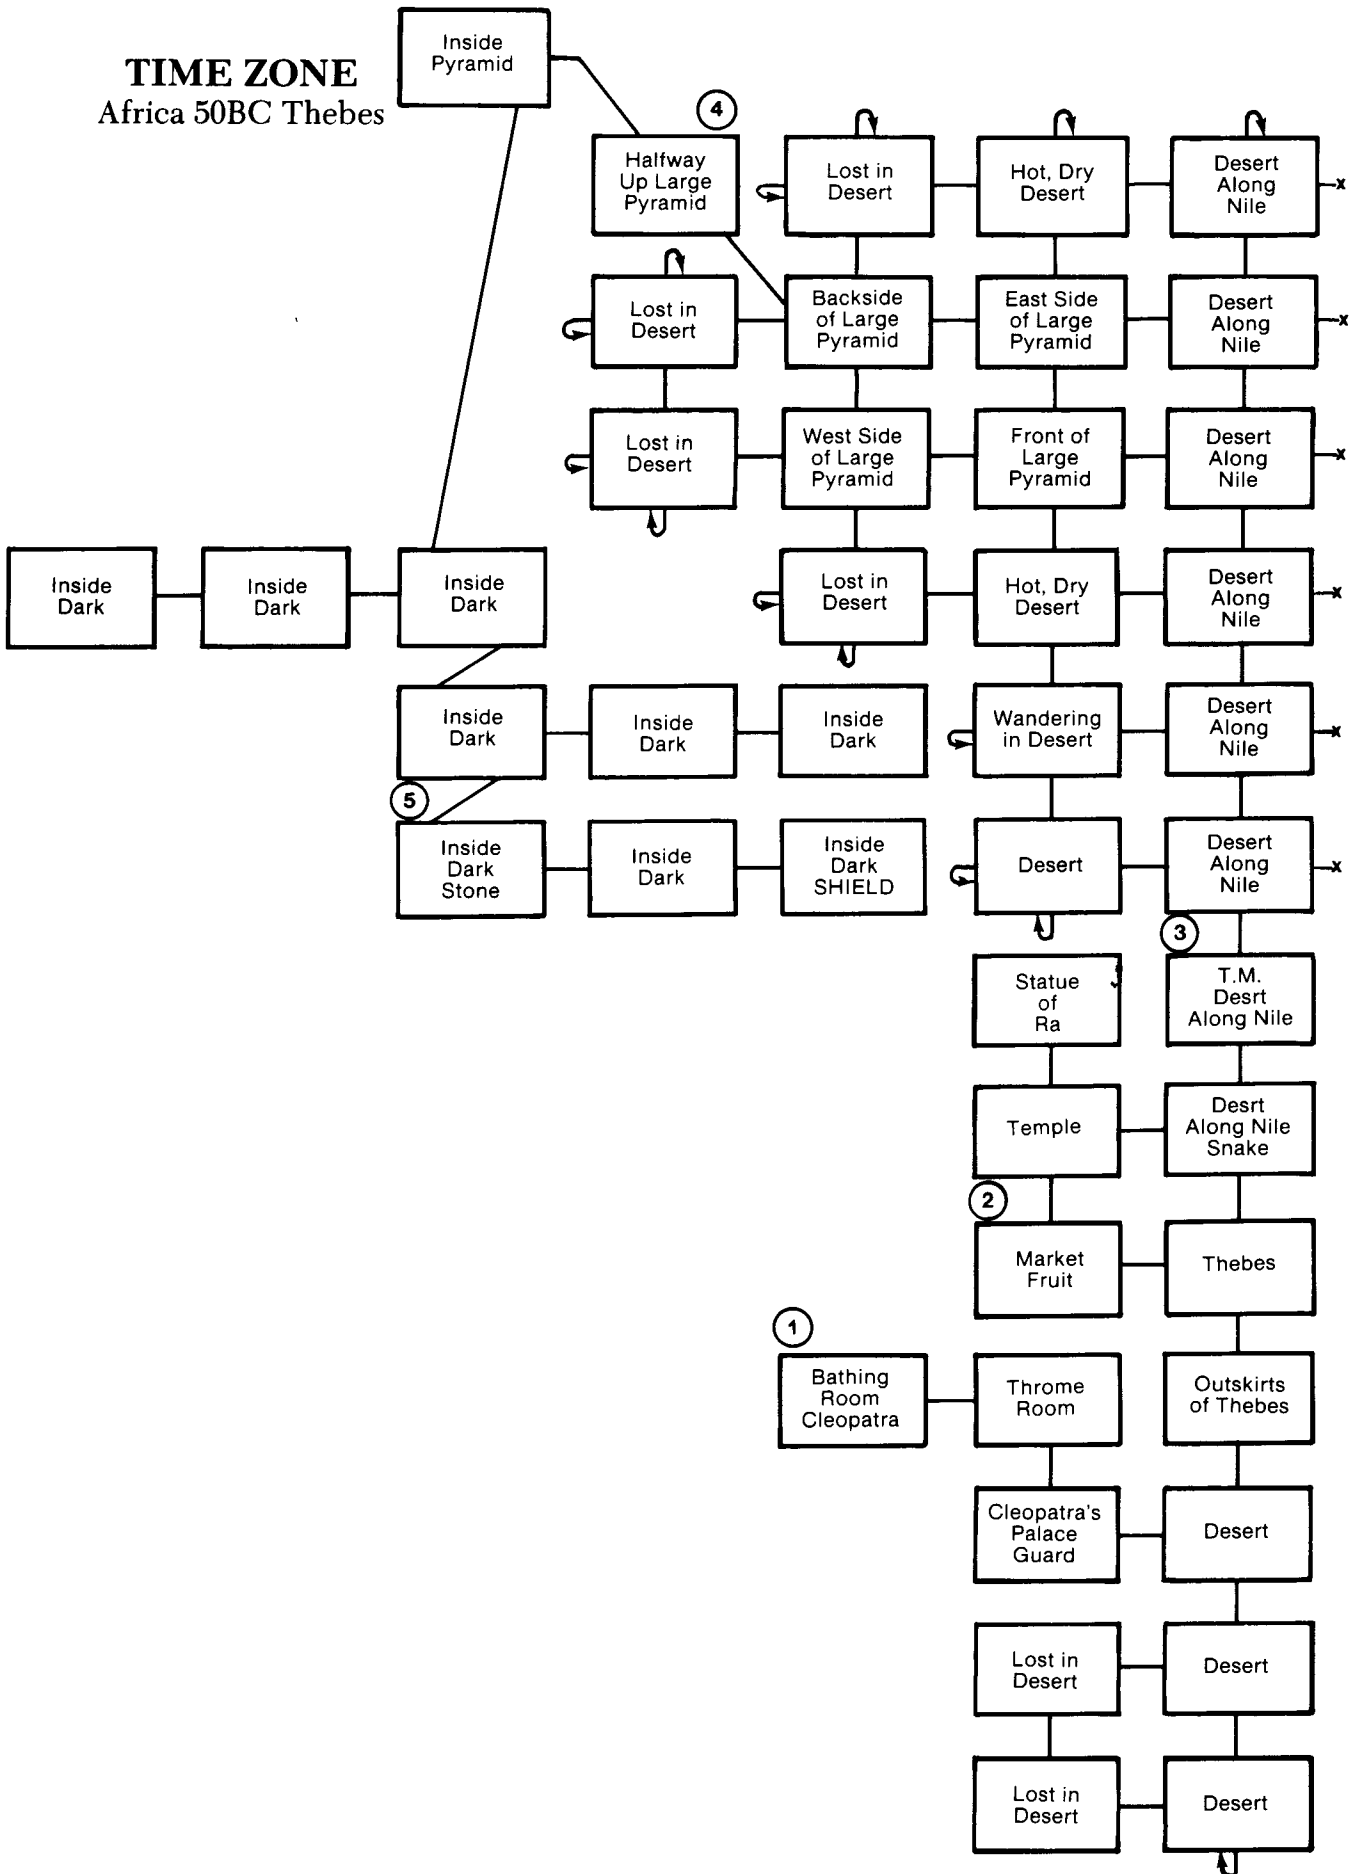 Inside
Pyramid
TIME ZONE
Africa 50BC Thebes
4
Halfway
Up Large
Pyramid
Lost in
Desert
Hot, Dry
Desert
Desert
Along
Nile
x
Lost in
Desert
Backside
of Large
Pyramid
East Side
of Large
Pyramid
Desert
Along
Nile
x
Lost in
Desert
West Side
of Large
Pyramid
Front of
Large
Pyramid
Desert
Along
Nile
x
Inside
Dark
Inside
Dark
Inside
Dark
Lost in
Desert
Hot, Dry
Desert
Desert
Along
Nile
x
Inside
Dark
Inside
Dark
Inside
Dark
Wandering
in Desert
Desert
Along
Nile
x
5
Inside
Dark
Stone
Inside
Dark
Inside
Dark
SHIELD
Desert
Desert
Along
Nile
x
3
Statue
of
Ra
T.M.
Desrt
Along Nile
Temple
Desrt
Along Nile
Snake
2
Market
Fruit
Thebes
1
Bathing
Room
Cleopatra
Throme
Room
Outskirts
of Thebes
Cleopatra's
Palace
Guard
Desert
Lost in
Desert
Desert
Lost in
Desert
Desert